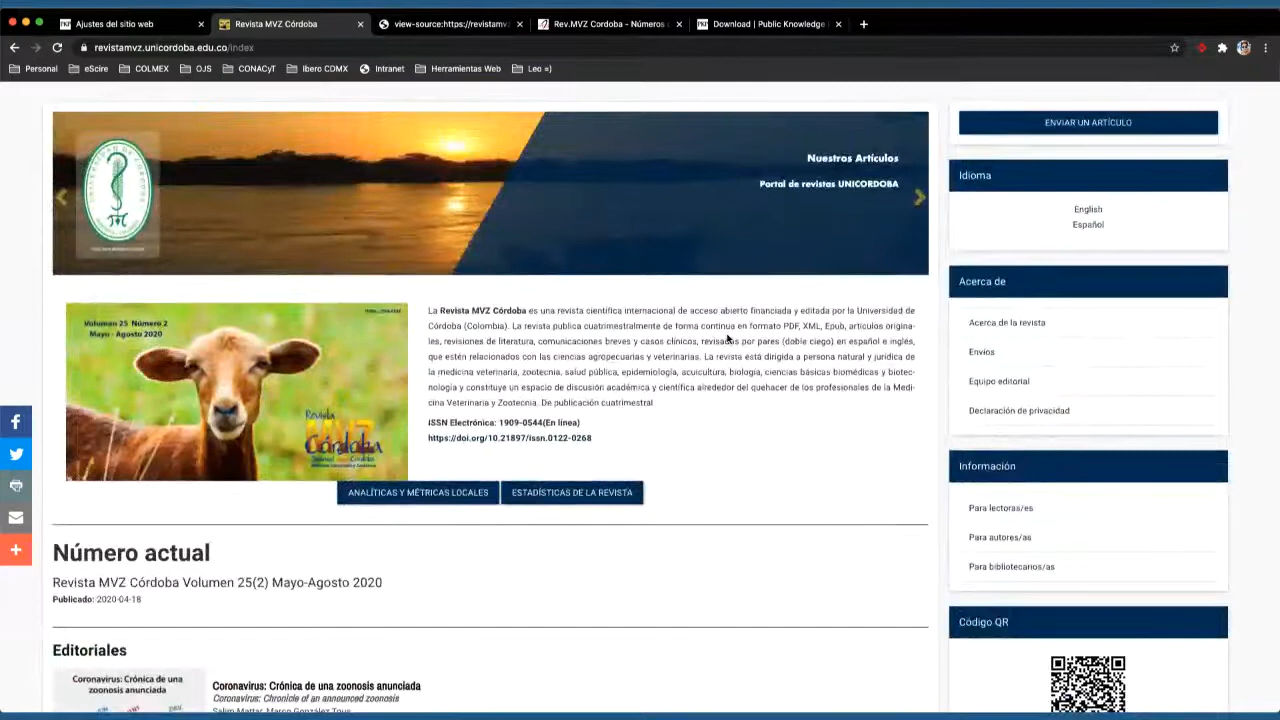 Ajustes del sitio web
Revista MVZ Córdoba
view-source:https://revistamv
Rev.MVZ Cordoba - Números
Download | Public Knowledge
revistamvz.unicordoba.edu.co/index
Personal
eScire
COLMEX
OJS
CONACyT
Ibero CDMX
Intranet
Herramientas Web
Leo =)
Nuestros Artículos
Portal de revistas UNICORDOBA
Volumen 25 Número 2
Mayo - Agosto 2020
Revista
Córdoba
La Revista MVZ Córdoba es una revista científica internacional de acceso abierto financiada y editada por la Universidad de
Córdoba (Colombia). La revista publica cuatrimestralmente de forma continua en formato PDF, XML, Epub, artículos origina-
les, revisiones de literatura, comunicaciones breves y casos clínicos, revisados por pares (doble ciego) en español e inglés,
que estén relacionados con las ciencias agropecuarias y veterinarias. La revista está dirigida a persona natural y jurídica de
la medicina veterinaria, zootecnia, salud pública, epidemiología, acuicultura, biología, ciencias básicas biomédicas y biotec-
nología y constituye un espacio de discusión académica y científica alrededor del quehacer de los profesionales de la Medi-
cina Veterinaria y Zootecnia. De publicación cuatrimestral
ISSN Electrónica: 1909-0544(En línea)
https://doi.org/10.21897/issn.0122-0268
ANALÍTICAS Y MÉTRICAS LOCALES
ESTADÍSTICAS DE LA REVISTA
Número actual
Revista MVZ Córdoba Volumen 25(2) Mayo-Agosto 2020
Publicado: 2020-04-18
Editoriales
Coronavirus: Crónica de una
zoonosis anunciada
Coronavirus: Crónica de una zoonosis anunciada
Coronavirus: Chronicle of an announced zoonosis
Salim Mattar, Marco González Tous
ENVIAR UN ARTÍCULO
Idioma
English
Español
Acerca de
Acerca de la revista
Envíos
Equipo editorial
Declaración de privacidad
Información
Para lectoras/es
Para autores/as
Para bibliotecarios/as
Código QR